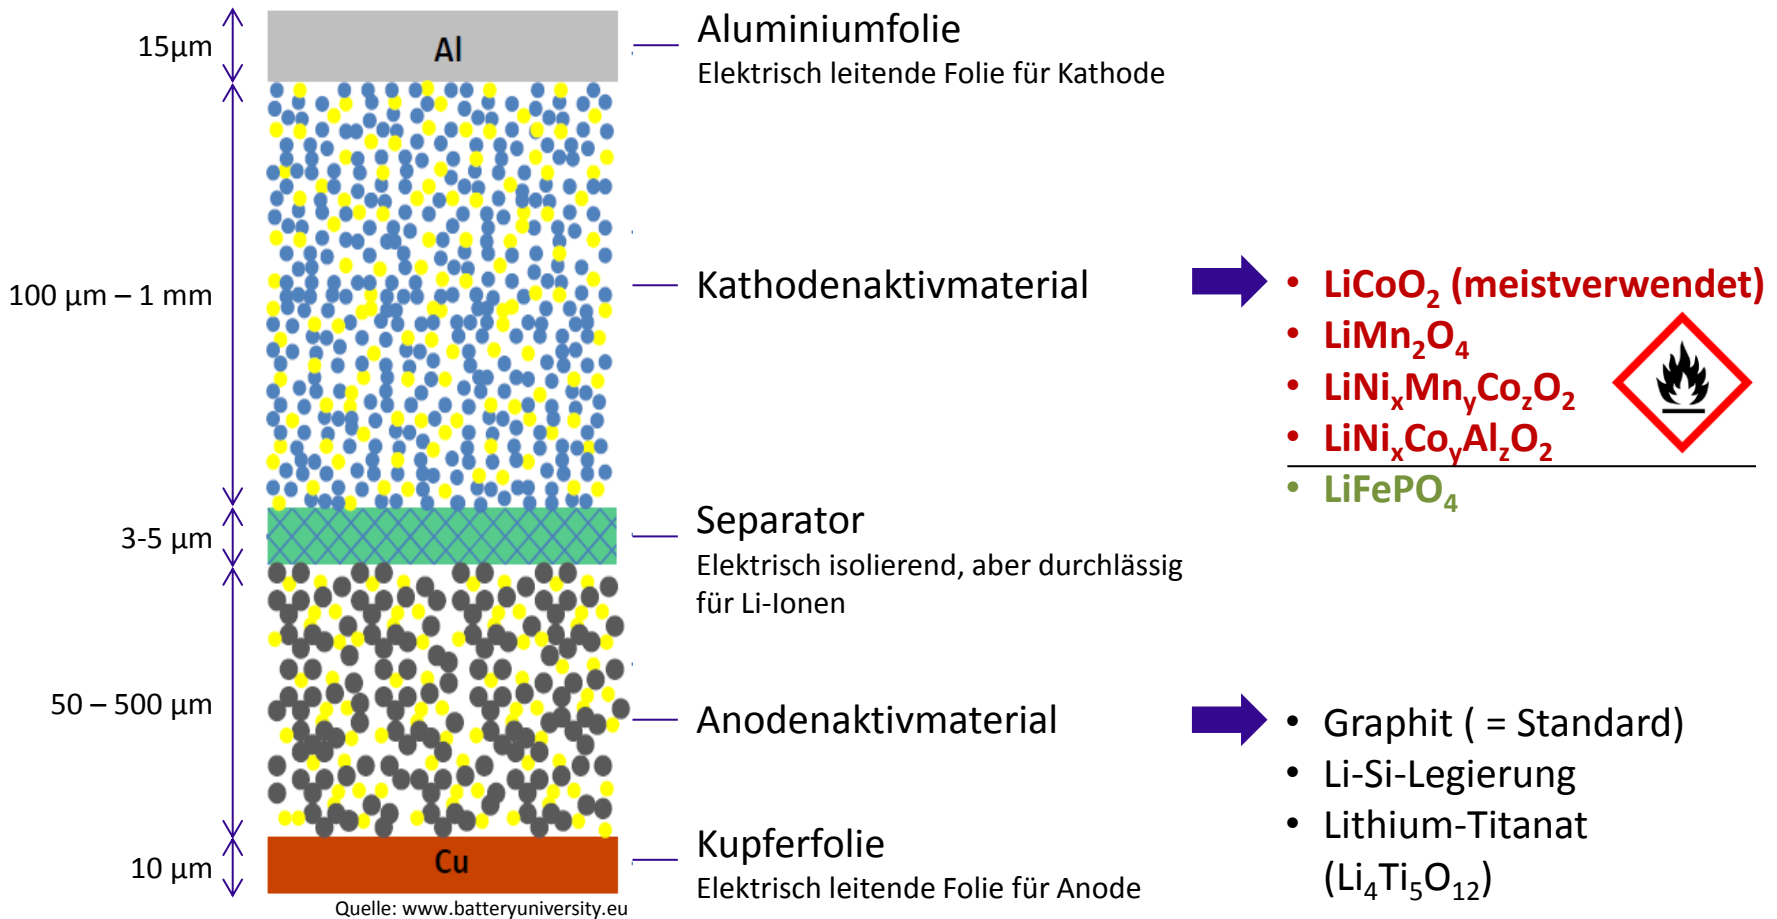 15µm
Al
Aluminiumfolie
Elektrisch leitende Folie für Kathode
100 µm – 1 mm
Kathodenaktivmaterial
• LiCoO₂ (meistverwendet)
• LiMn₂O₄
• LiNiₓMnᵧCo_zO₂
• LiNiₓCoᵧAl_zO₂
• LiFePO₄
3-5 µm
Separator
Elektrisch isolierend, aber durchlässig
für Li-Ionen
50 – 500 µm
Anodenaktivmaterial
• Graphit ( = Standard)
• Li-Si-Legierung
• Lithium-Titanat
(Li₄Ti₅O₁₂)
10 µm
Cu
Kupferfolie
Elektrisch leitende Folie für Anode
Quelle: www.batteryuniversity.eu